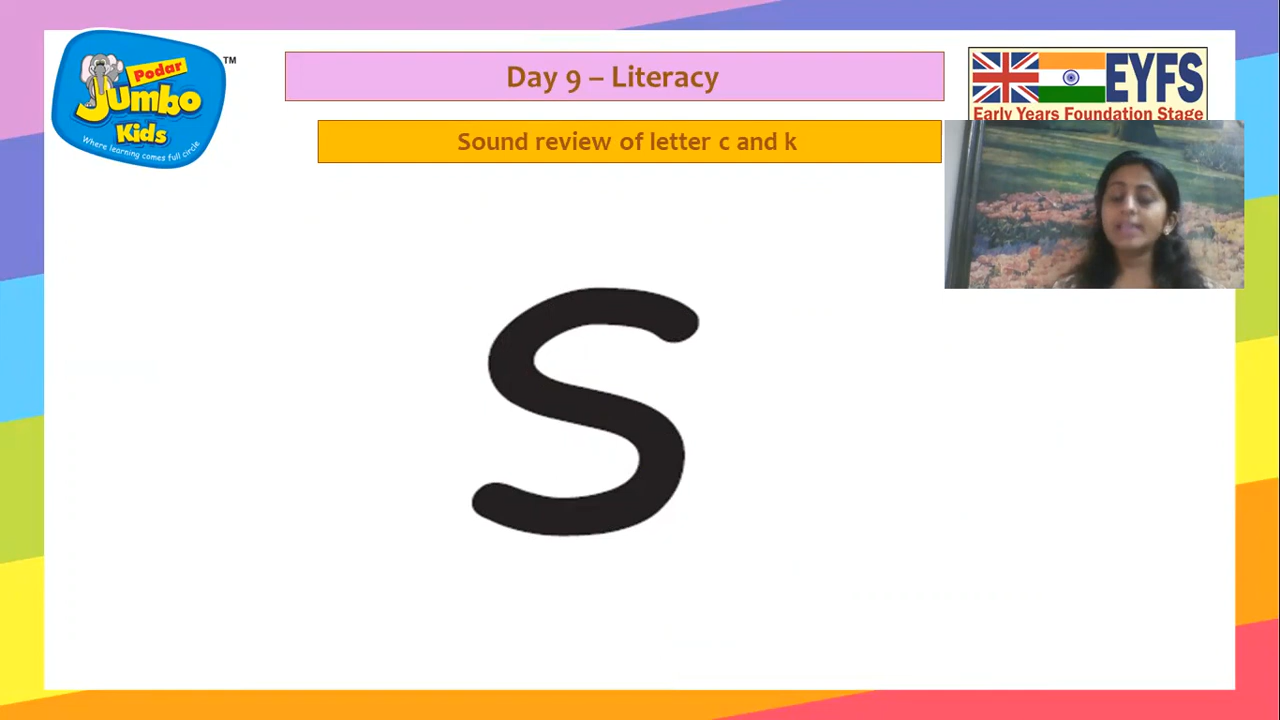 Podar
Jumbo
Kids
Where learning comes full circle
TM
Day 9 – Literacy
EYFS
Early Years Foundation Stage
Sound review of letter c and k
s